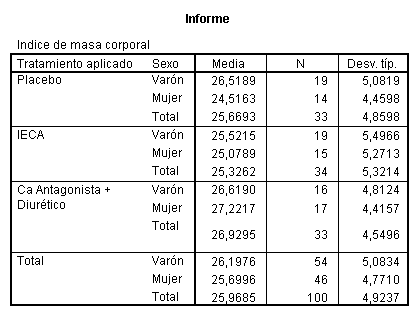 Informe
Indice de masa corporal
Tratamiento aplicado Sexo Media N Desv. típ.
Placebo Varón 26,5189 19 5,0819
Mujer 24,5163 14 4,4598
Total 25,6693 33 4,8598
IECA Varón 25,5215 19 5,4966
Mujer 25,0789 15 5,2713
Total 25,3262 34 5,3214
Ca Antagonista + Varón 26,6190 16 4,8124
Diurético Mujer 27,2217 17 4,4157
Total 26,9295 33 4,5496
Total Varón 26,1976 54 5,0834
Mujer 25,6996 46 4,7710
Total 25,9685 100 4,9237